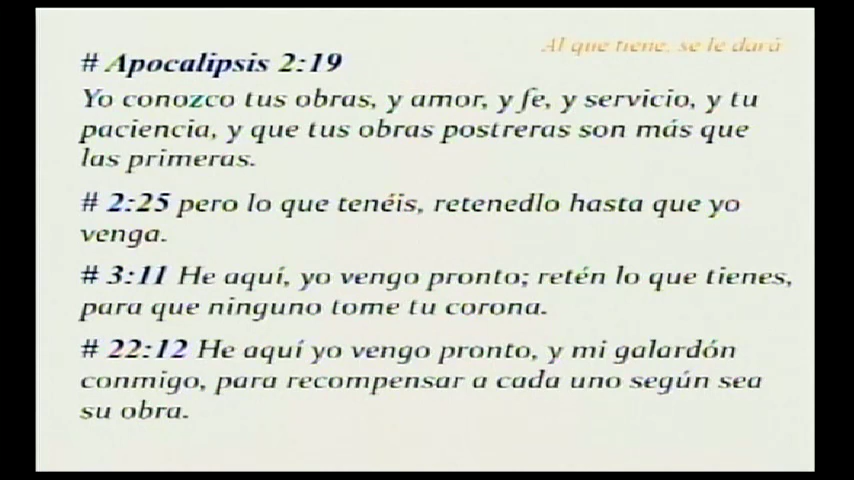 Al que tiene, se le dará
# Apocalipsis 2:19
Yo conozco tus obras, y amor, y fe, y servicio, y tu
paciencia, y que tus obras postreras son más que
las primeras.
# 2:25 pero lo que tenéis, retenedlo hasta que yo
venga.
# 3:11 He aquí, yo vengo pronto; retén lo que tienes,
para que ninguno tome tu corona.
# 22:12 He aquí yo vengo pronto, y mi galardón
conmigo, para recompensar a cada uno según sea
su obra.